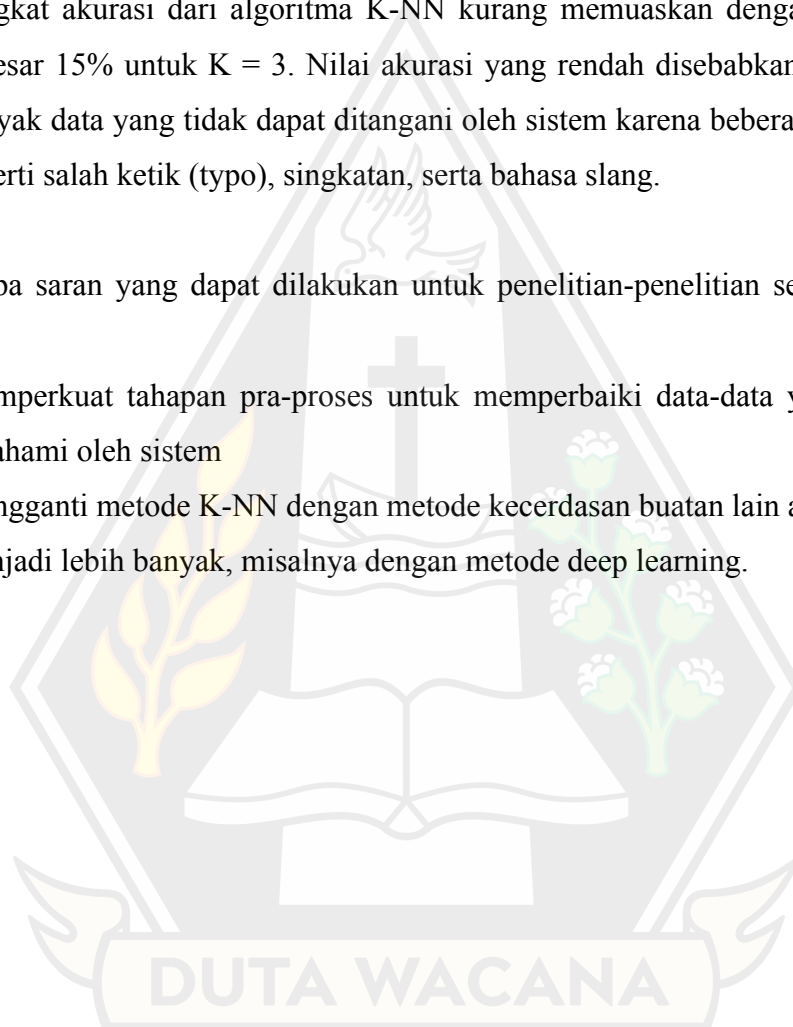 gkat akurasi dari algoritma K-NN kurang memuaskan denga
esar 15% untuk K = 3. Nilai akurasi yang rendah disebabkan
yak data yang tidak dapat ditangani oleh sistem karena bebera
erti salah ketik (typo), singkatan, serta bahasa slang.
pa saran yang dapat dilakukan untuk penelitian-penelitian se
mperkuat tahapan pra-proses untuk memperbaiki data-data y
ahami oleh sistem
ngganti metode K-NN dengan metode kecerdasan buatan lain a
njadi lebih banyak, misalnya dengan metode deep learning.
DUTA WACANA